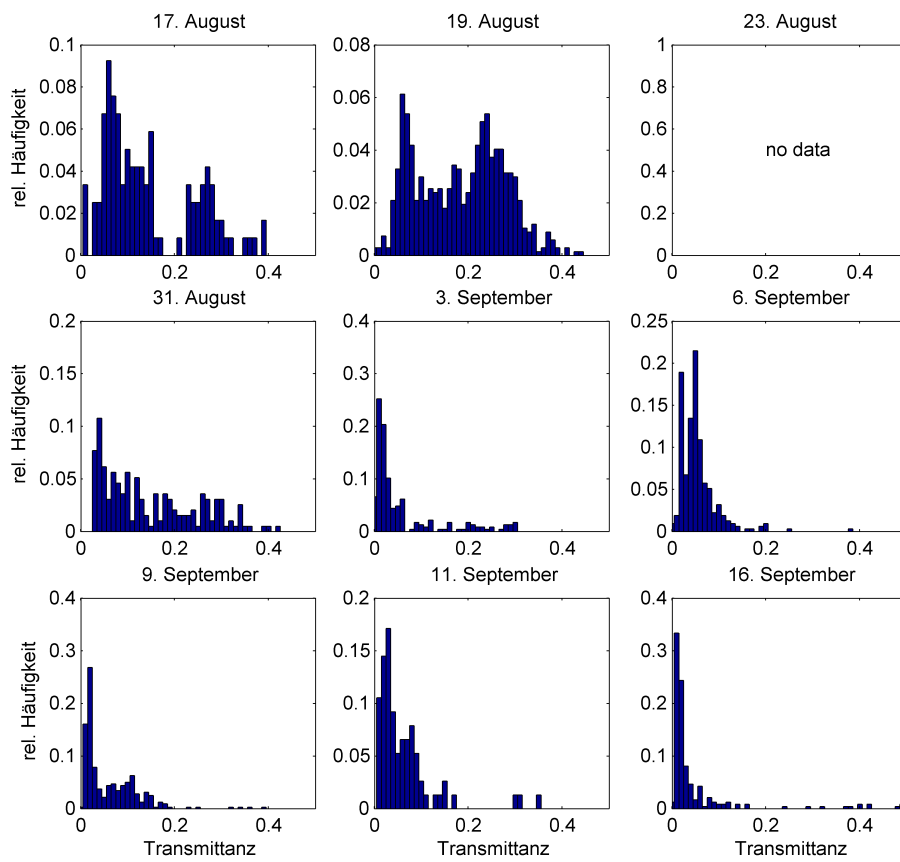 17. August 19. August 23. August
rel. Häufigkeit
0.1 0.08 0.06 0.04 0.02 0
0 0.2 0.4
0.08 0.06 0.04 0.02 0
0 0.2 0.4
1 0.8 0.6 0.4 0.2 0
no data
0 0.2 0.4
31. August 3. September 6. September
rel. Häufigkeit
0.2 0.15 0.1 0.05 0
0 0.2 0.4
0.4 0.3 0.2 0.1 0
0 0.2 0.4
0.25 0.2 0.15 0.1 0.05 0
0 0.2 0.4
9. September 11. September 16. September
rel. Häufigkeit
0.4 0.3 0.2 0.1 0
0 0.2 0.4
Transmittanz
0.2 0.15 0.1 0.05 0
0 0.2 0.4
Transmittanz
0.4 0.3 0.2 0.1 0
0 0.2 0.4
Transmittanz